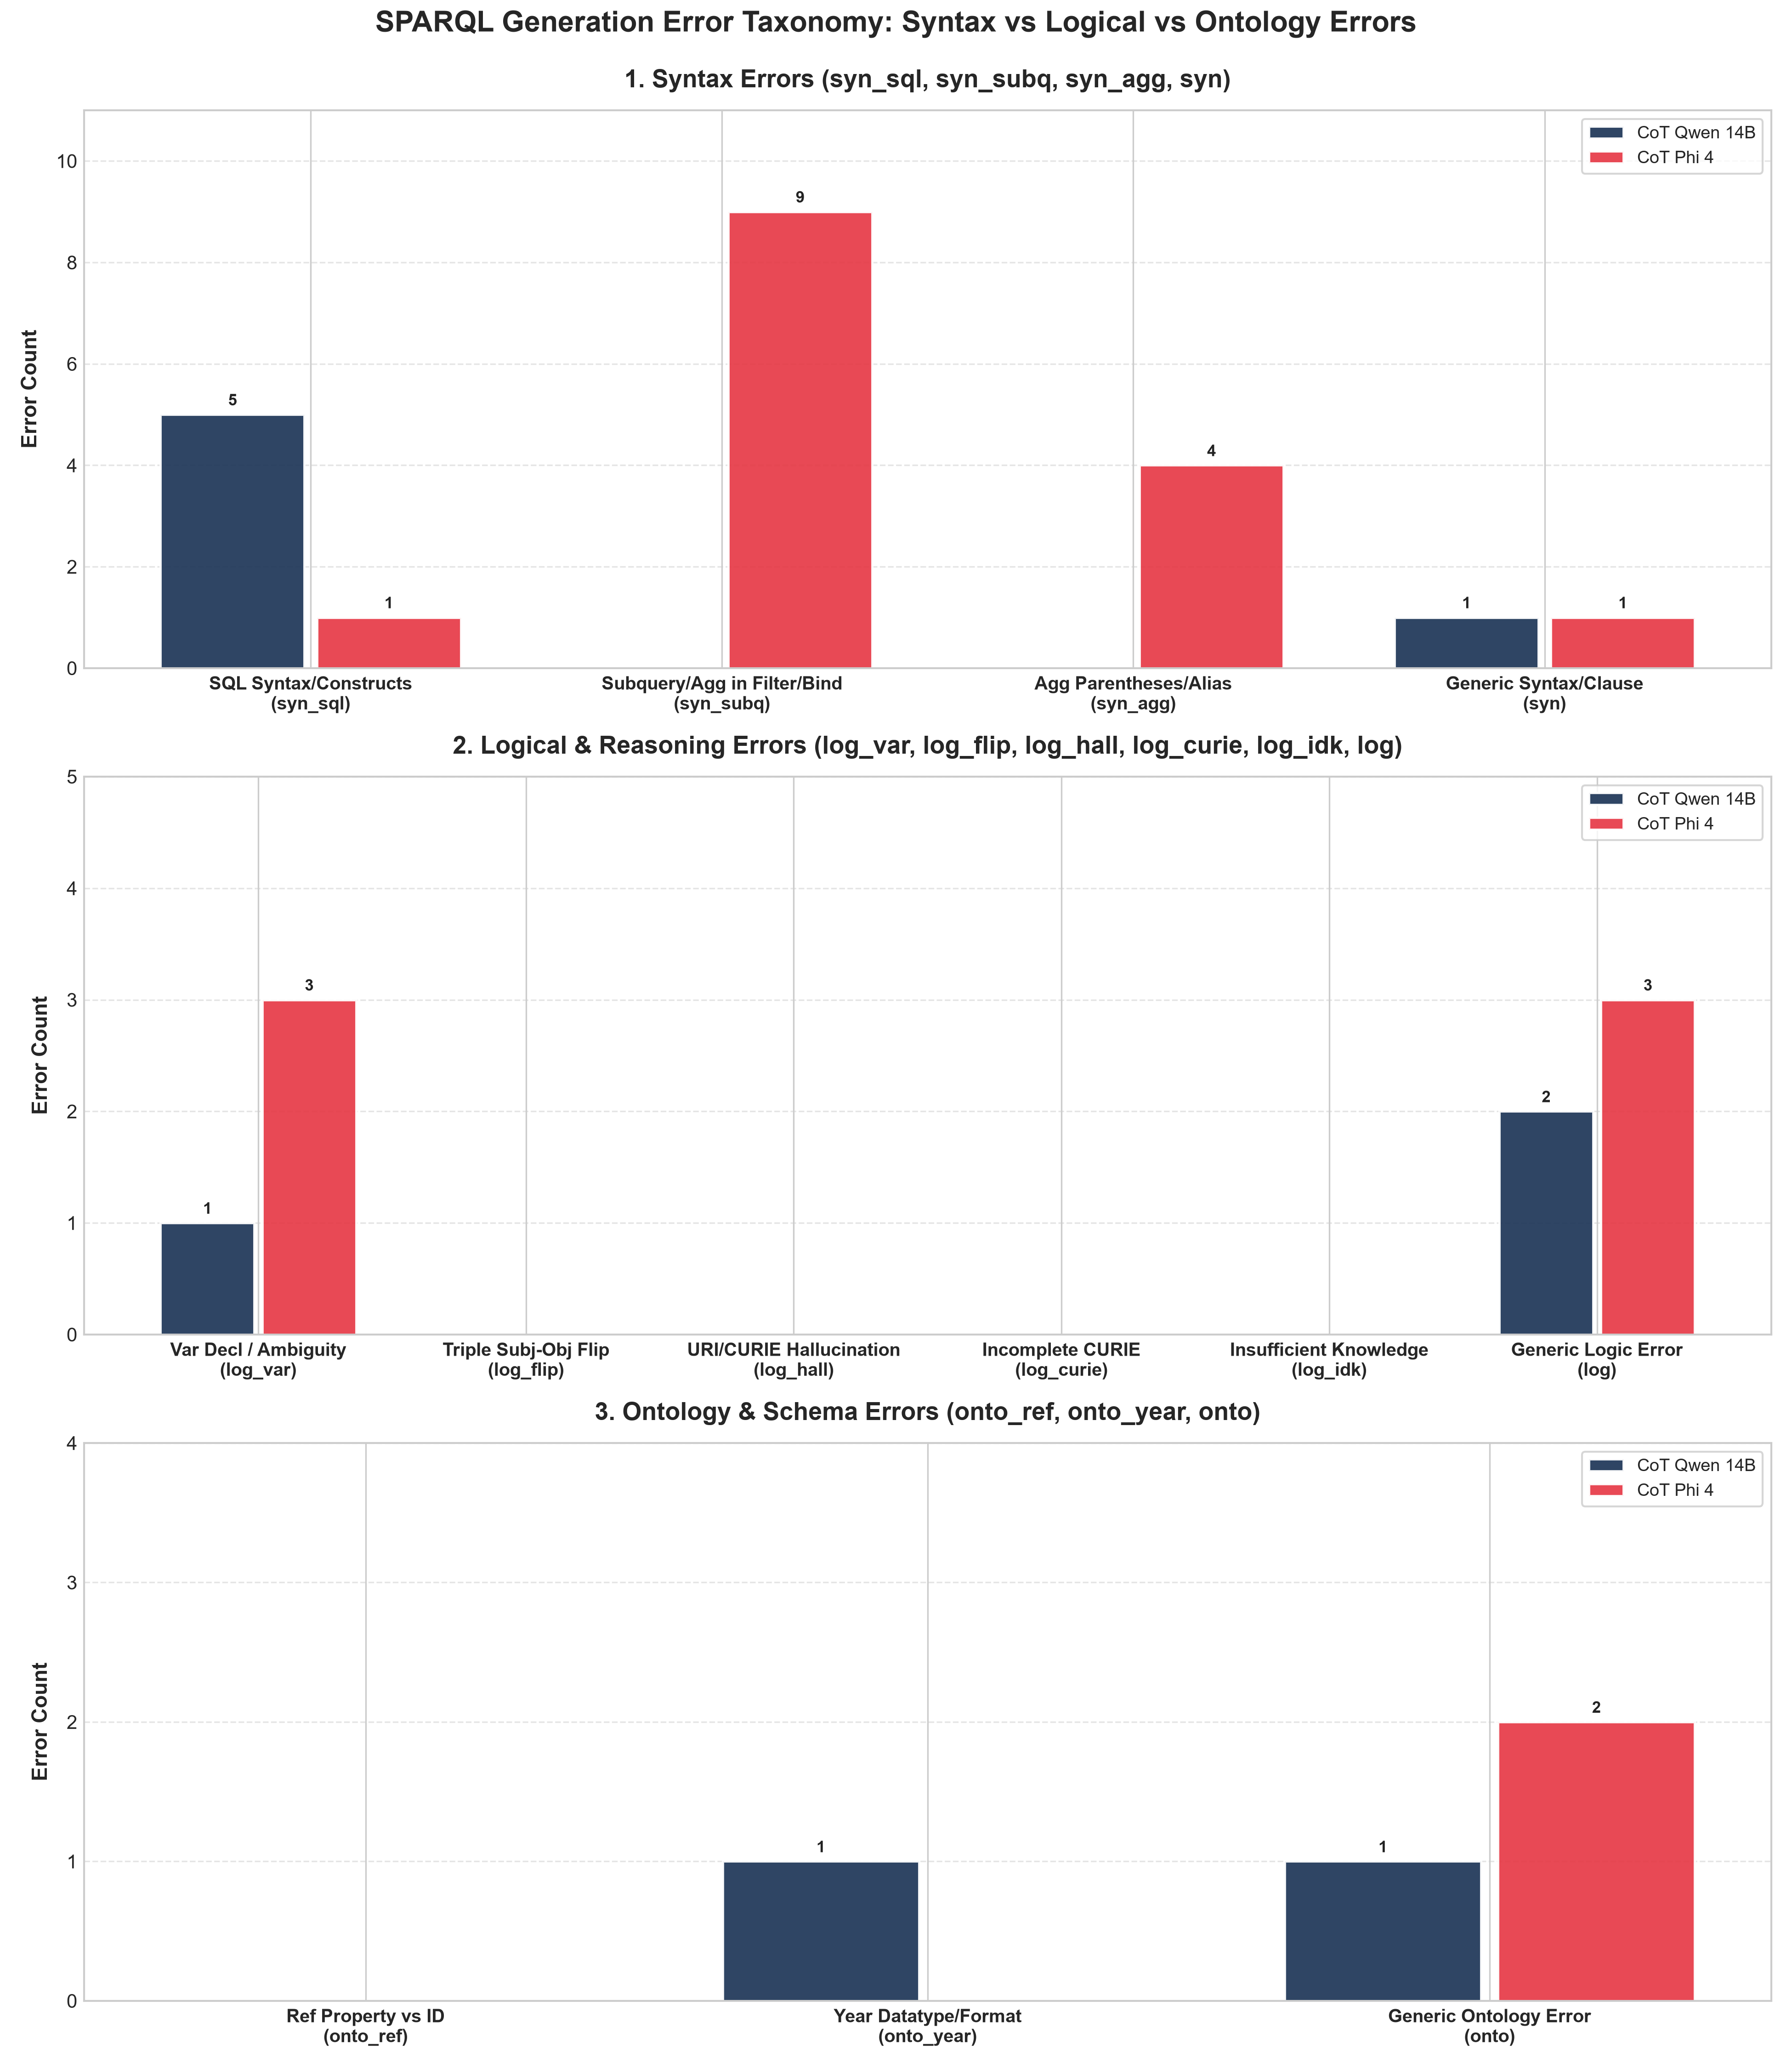 SPARQL Generation Error Taxonomy: Syntax vs Logical vs Ontology Errors
1. Syntax Errors (syn_sql, syn_subq, syn_agg, syn)
CoT Qwen 14B
CoT Phi 4
Error Count
10
8
6
4
2
0
5
1
9
4
1
1
SQL Syntax/Constructs
(syn_sql)
Subquery/Agg in Filter/Bind
(syn_subq)
Agg Parentheses/Alias
(syn_agg)
Generic Syntax/Clause
(syn)
2. Logical & Reasoning Errors (log_var, log_flip, log_hall, log_curie, log_idk, log)
CoT Qwen 14B
CoT Phi 4
Error Count
5
4
3
2
1
0
1
3
2
3
Var Decl / Ambiguity
(log_var)
Triple Subj-Obj Flip
(log_flip)
URI/CURIE Hallucination
(log_hall)
Incomplete CURIE
(log_curie)
Insufficient Knowledge
(log_idk)
Generic Logic Error
(log)
3. Ontology & Schema Errors (onto_ref, onto_year, onto)
CoT Qwen 14B
CoT Phi 4
Error Count
4
3
2
1
0
1
1
2
Ref Property vs ID
(onto_ref)
Year Datatype/Format
(onto_year)
Generic Ontology Error
(onto)